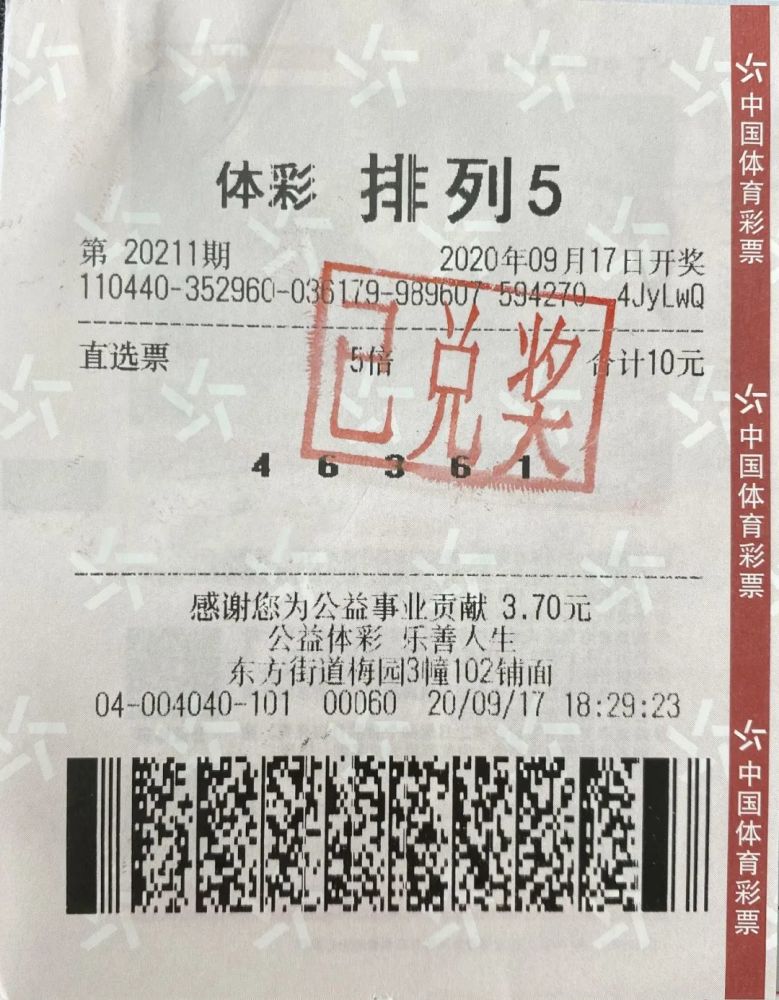 体彩 排列5
第 20211期 2020年09月17日开奖
110440-352960-036179-989607 594270 4JyLwQ
直选票 5倍 合计10元
已兑奖
4 6 3 6 1
感谢您为公益事业贡献 3.70元
公益体彩 乐善人生
东方街道梅园3幢102铺面
04-004040-101 00060 20/09/17 18:29:23
中国体育彩票
中国体育彩票
中国体育彩票